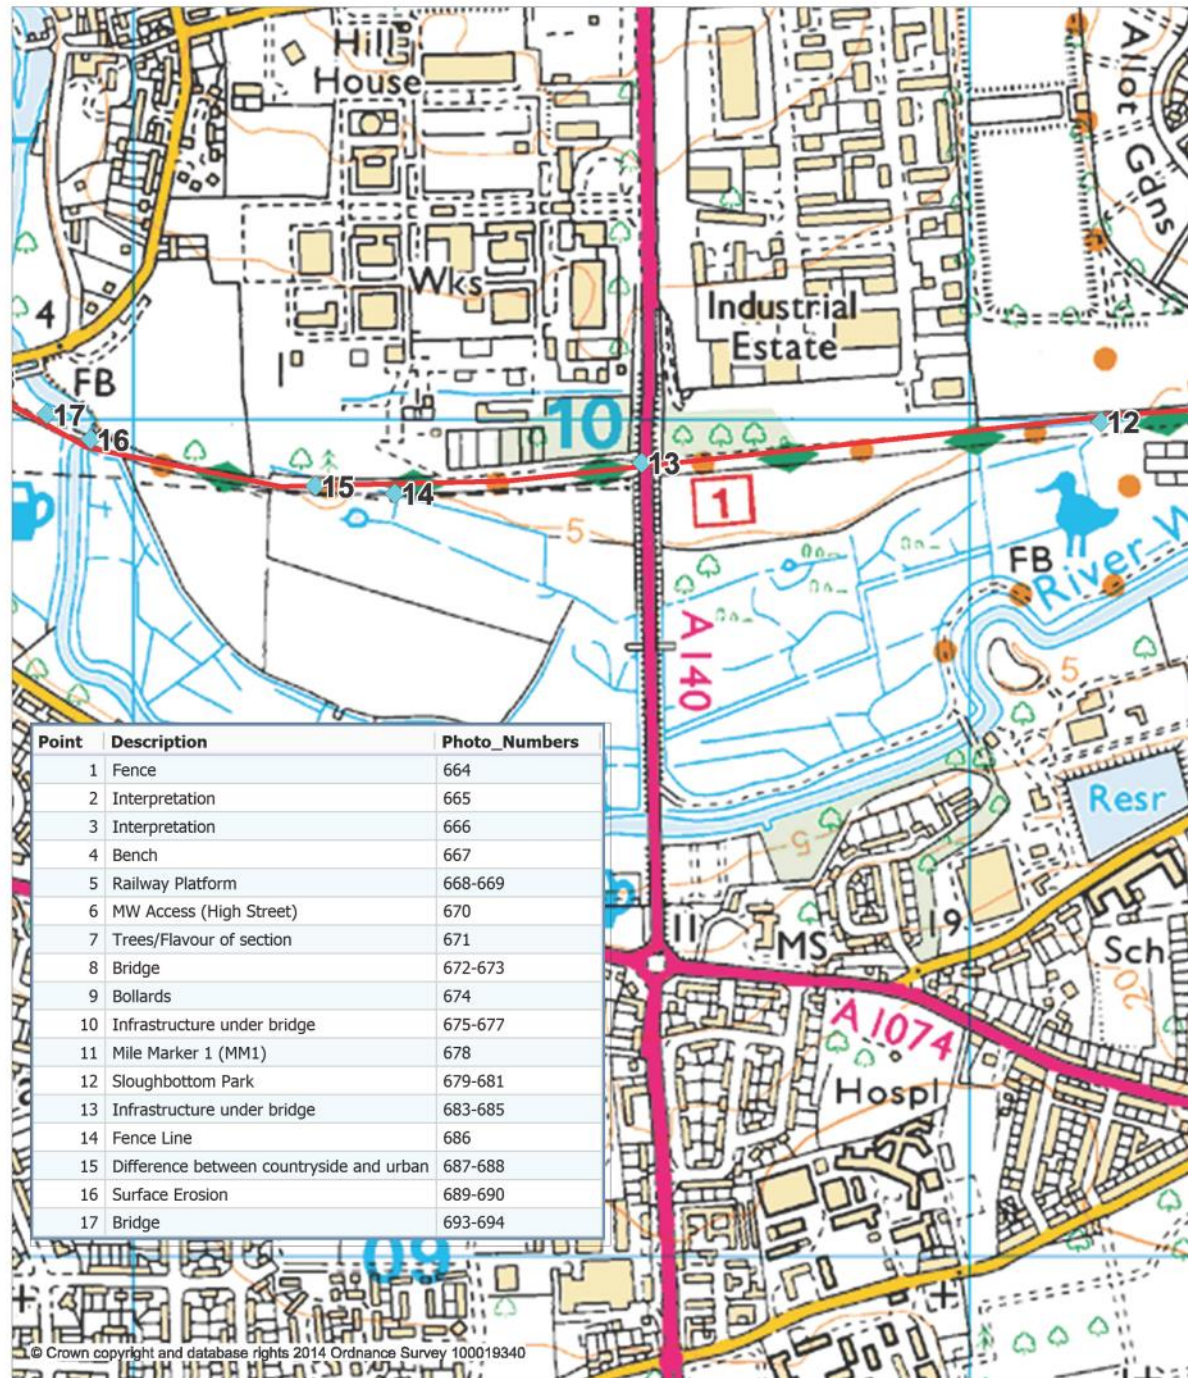 Hill
House
Allot
Gdns
4
Wks
Industrial
Estate
FB
10
17
16
15
14
13
12
1
5
FB
River W
A 140
5
Point Description Photo_Numbers
1 Fence 664
2 Interpretation 665
3 Interpretation 666
4 Bench 667
5 Railway Platform 668-669
6 MW Access (High Street) 670
7 Trees/Flavour of section 671
8 Bridge 672-673
9 Bollards 674
10 Infrastructure under bridge 675-677
11 Mile Marker 1 (MM1) 678
12 Sloughbottom Park 679-681
13 Infrastructure under bridge 683-685
14 Fence Line 686
15 Difference between countryside and urban 687-688
16 Surface Erosion 689-690
17 Bridge 693-694
Resr
5
11
MS
19
Sch
20
A 1074
Hospl
09
© Crown copyright and database rights 2014 Ordnance Survey 100019340